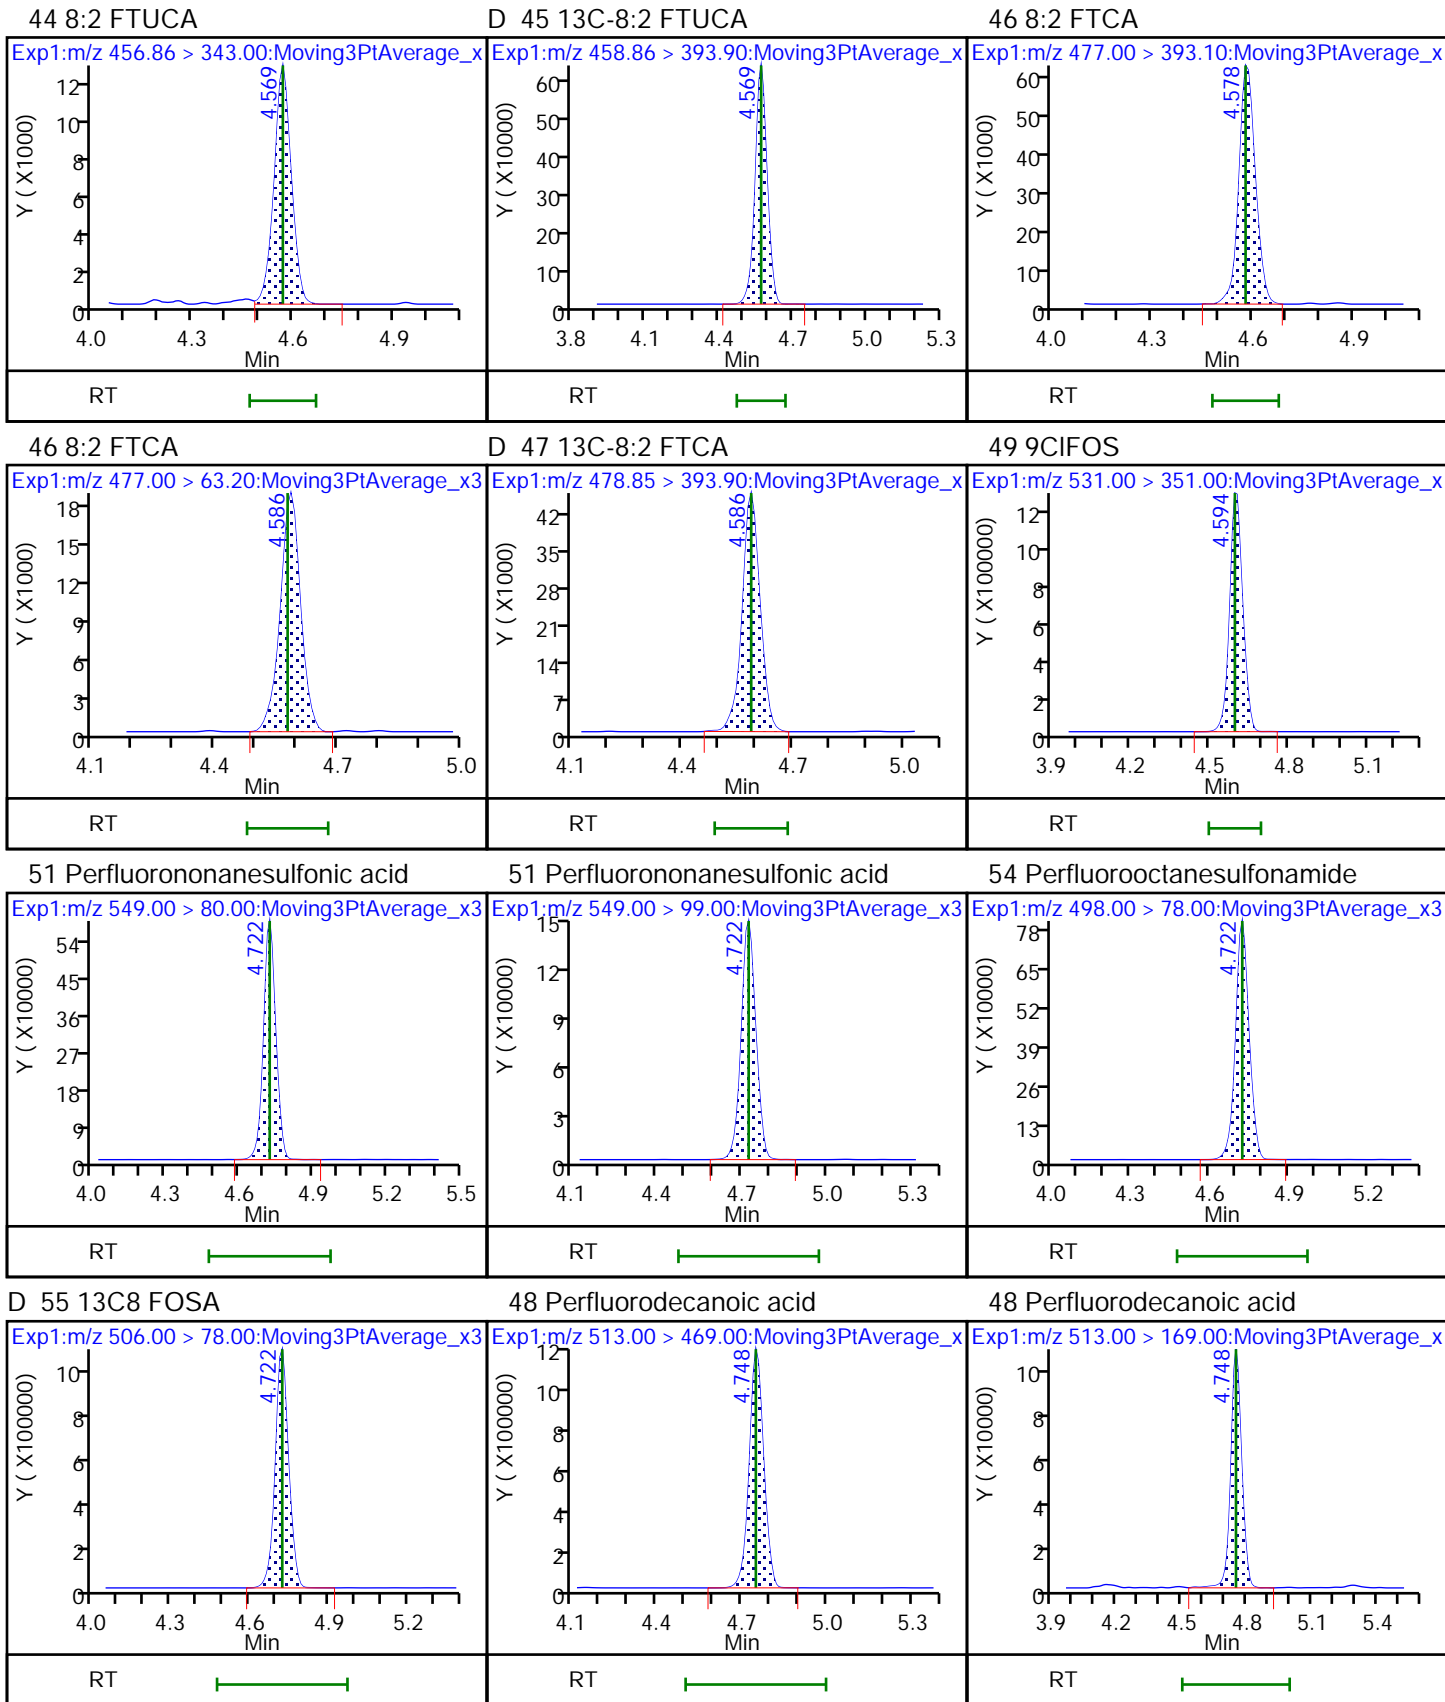 44 8:2 FTUCA
Exp1:m/z 456.86 > 343.00:Moving3PtAverage_x
4.569
Y ( X1000)
12
10
8
6
4
2
0
4.0 4.3 4.6 4.9
Min
RT
D 45 13C-8:2 FTUCA
Exp1:m/z 458.86 > 393.90:Moving3PtAverage_x
4.569
Y ( X10000)
60
50
40
30
20
10
0
3.8 4.1 4.4 4.7 5.0 5.3
Min
RT
46 8:2 FTCA
Exp1:m/z 477.00 > 393.10:Moving3PtAverage_x
4.578
Y ( X1000)
60
50
40
30
20
10
0
4.0 4.3 4.6 4.9
Min
RT
46 8:2 FTCA
Exp1:m/z 477.00 > 63.20:Moving3PtAverage_x3
4.586
Y ( X1000)
18
15
12
9
6
3
0
4.1 4.4 4.7 5.0
Min
RT
D 47 13C-8:2 FTCA
Exp1:m/z 478.85 > 393.90:Moving3PtAverage_x
4.586
Y ( X1000)
42
35
28
21
14
7
0
4.1 4.4 4.7 5.0
Min
RT
49 9ClFOS
Exp1:m/z 531.00 > 351.00:Moving3PtAverage_x
4.594
Y ( X100000)
12
10
8
6
4
2
0
3.9 4.2 4.5 4.8 5.1
Min
RT
51 Perfluorononanesulfonic acid
Exp1:m/z 549.00 > 80.00:Moving3PtAverage_x3
4.722
Y ( X10000)
54
45
36
27
18
9
0
4.0 4.3 4.6 4.9 5.2 5.5
Min
RT
51 Perfluorononanesulfonic acid
Exp1:m/z 549.00 > 99.00:Moving3PtAverage_x3
4.722
Y ( X10000)
15
12
9
6
3
0
4.1 4.4 4.7 5.0 5.3
Min
RT
54 Perfluorooctanesulfonamide
Exp1:m/z 498.00 > 78.00:Moving3PtAverage_x3
4.722
Y ( X10000)
78
65
52
39
26
13
0
4.0 4.3 4.6 4.9 5.2
Min
RT
D 55 13C8 FOSA
Exp1:m/z 506.00 > 78.00:Moving3PtAverage_x3
4.722
Y ( X100000)
10
8
6
4
2
0
4.0 4.3 4.6 4.9 5.2
Min
RT
48 Perfluorodecanoic acid
Exp1:m/z 513.00 > 469.00:Moving3PtAverage_x
4.748
Y ( X100000)
12
10
8
6
4
2
0
4.1 4.4 4.7 5.0 5.3
Min
RT
48 Perfluorodecanoic acid
Exp1:m/z 513.00 > 169.00:Moving3PtAverage_x
4.748
Y ( X10000)
10
8
6
4
2
0
3.9 4.2 4.5 4.8 5.1 5.4
Min
RT